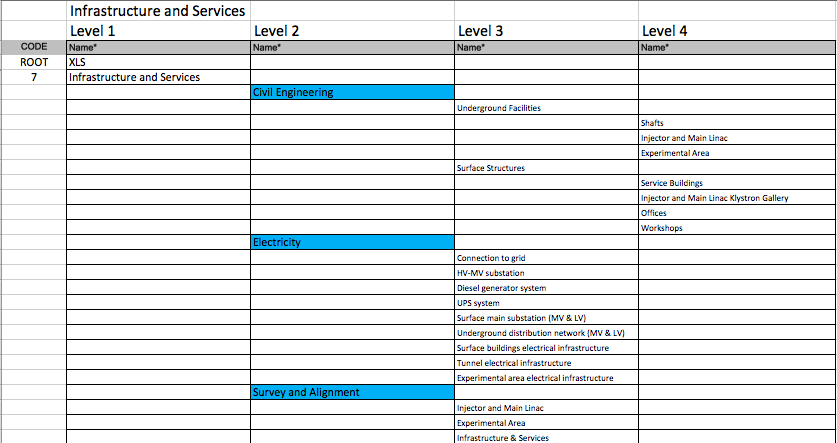 Infrastructure and Services
Level 1 Level 2 Level 3 Level 4
CODE Name* Name* Name* Name*
ROOT XLS
7 Infrastructure and Services
Civil Engineering
Underground Facilities
Shafts
Injector and Main Linac
Experimental Area
Surface Structures
Service Buildings
Injector and Main Linac Klystron Gallery
Offices
Workshops
Electricity
Connection to grid
HV-MV substation
Diesel generator system
UPS system
Surface main substation (MV & LV)
Underground distribution network (MV & LV)
Surface buildings electrical infrastructure
Tunnel electrical infrastructure
Experimental area electrical infrastructure
Survey and Alignment
Injector and Main Linac
Experimental Area
Infrastructure & Services